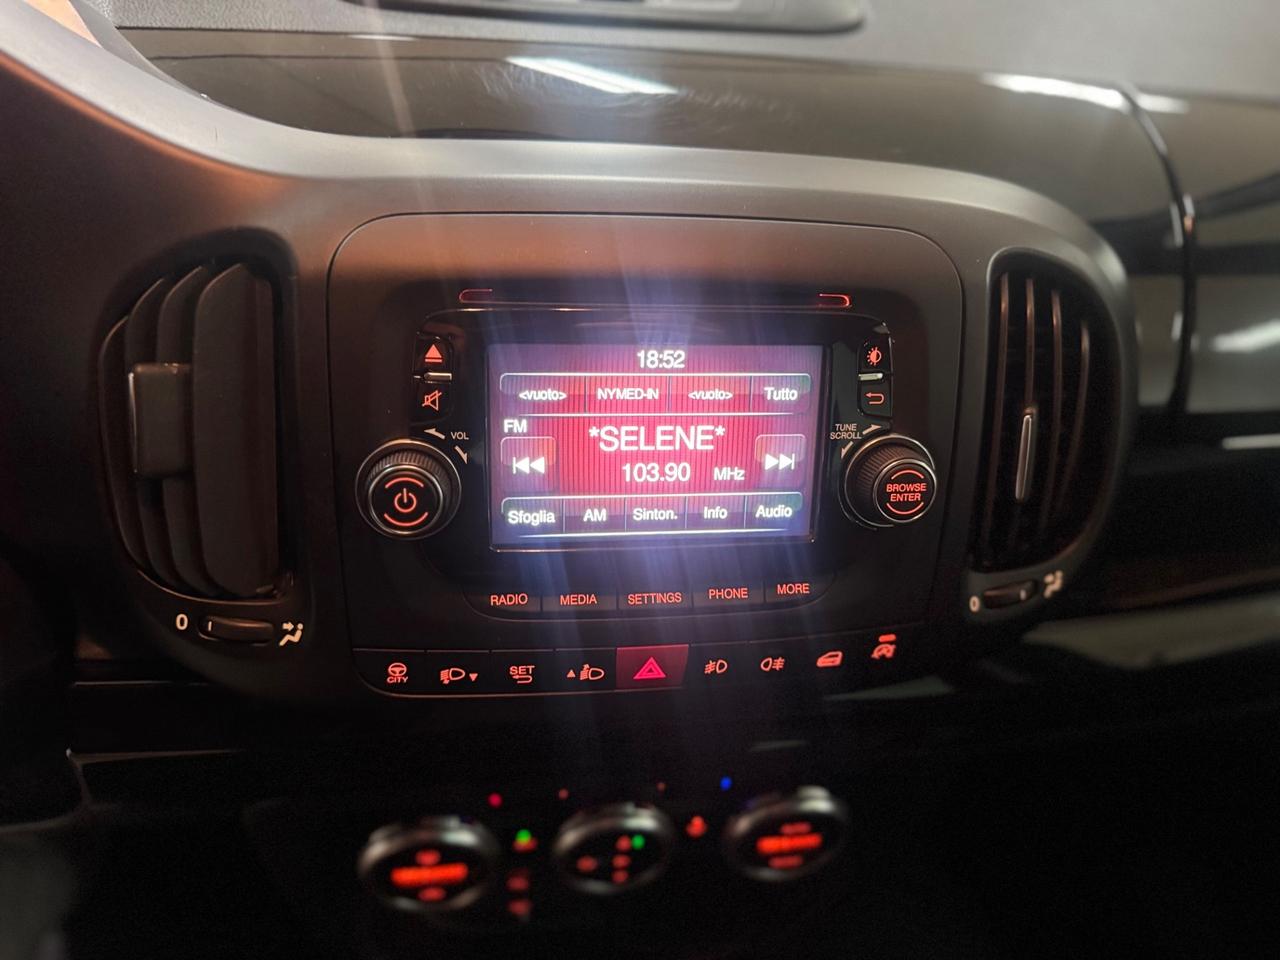 18:52
<vuoto> NYMED-IN <vuoto> Tutto
FM
*SELENE*
103.90 MHz
Sfoglia AM Sinton. Info Audio
VOL
TUNE
SCROLL
BROWSE
ENTER
RADIO MEDIA SETTINGS PHONE MORE
0
0
CITY
SET